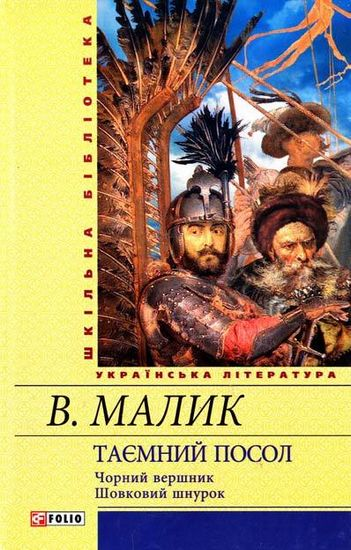 ШКІЛЬНА БІБЛІОТЕКА
УКРАЇНСЬКА ЛІТЕРАТУРА
В. МАЛИК
ТАЄМНИЙ ПОСОЛ
Чорний вершник
Шовковий шнурок
FOLIO